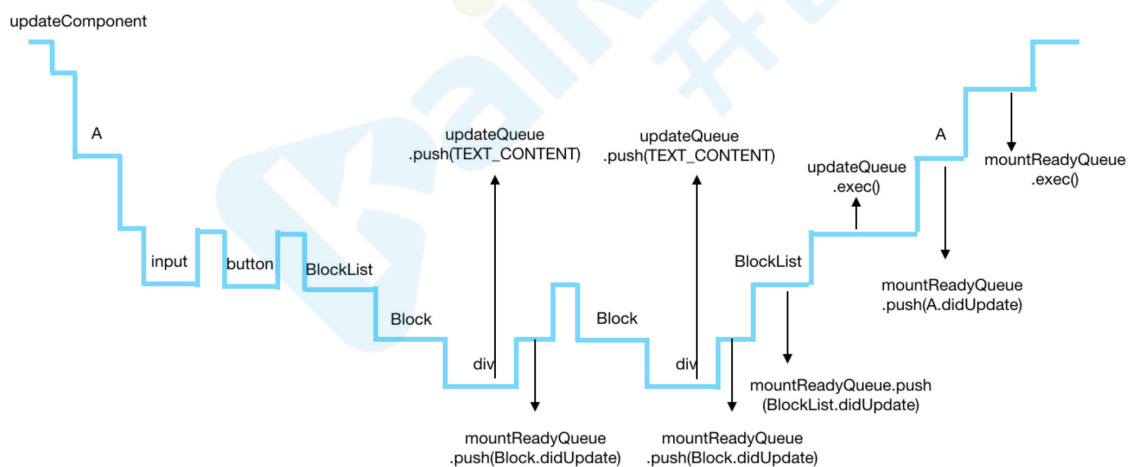 updateComponent
A
input
button
BlockList
Block
div
updateQueue
.push(TEXT_CONTENT)
mountReadyQueue
.push(Block.didUpdate)
Block
div
updateQueue
.push(TEXT_CONTENT)
mountReadyQueue
.push(Block.didUpdate)
BlockList
mountReadyQueue.push
(BlockList.didUpdate)
updateQueue
.exec()
A
mountReadyQueue
.push(A.didUpdate)
mountReadyQueue
.exec()